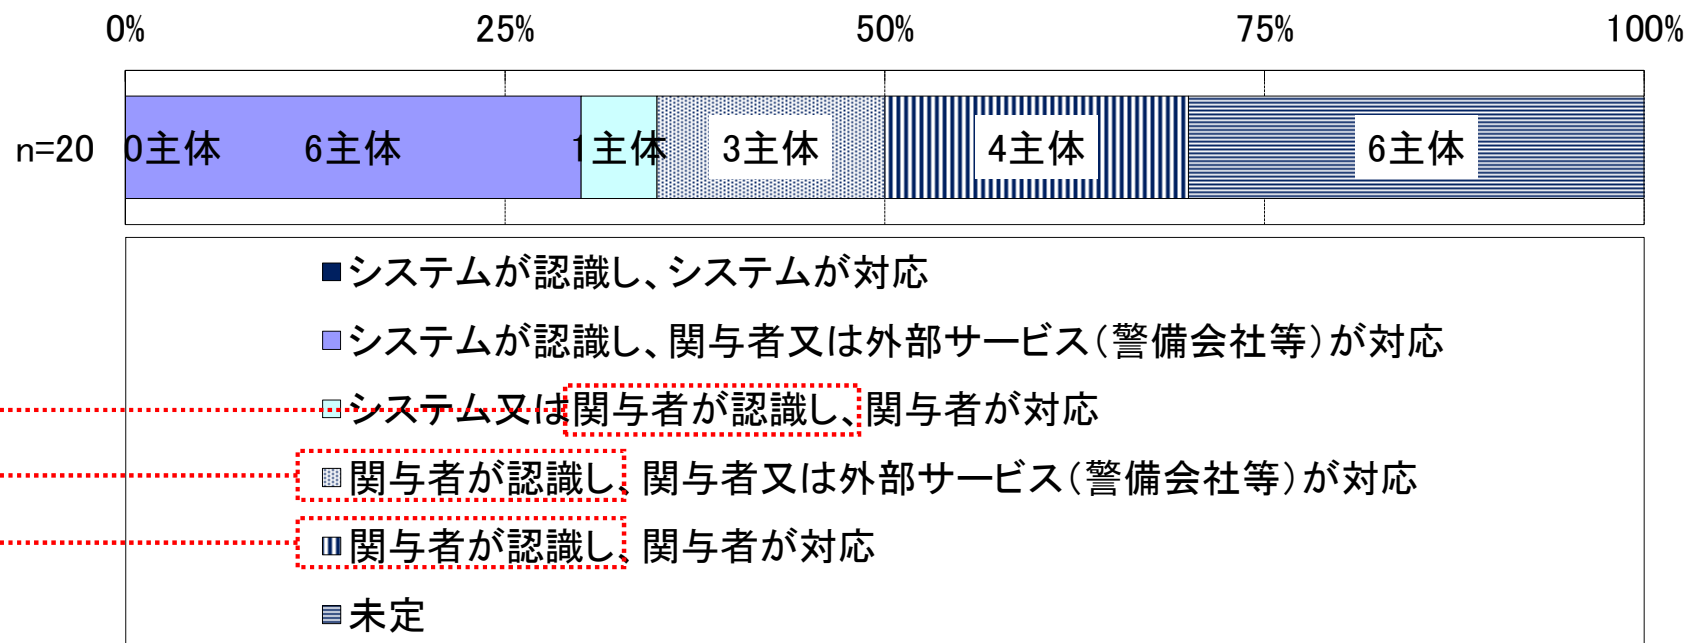 0% 25% 50% 75% 100%
n=20 0主体 6主体 1主体 3主体 4主体 6主体
システムが認識し、システムが対応
システムが認識し、関与者又は外部サービス(警備会社等)が対応
システム又は関与者が認識し、関与者が対応
関与者が認識し、関与者又は外部サービス(警備会社等)が対応
関与者が認識し、関与者が対応
未定